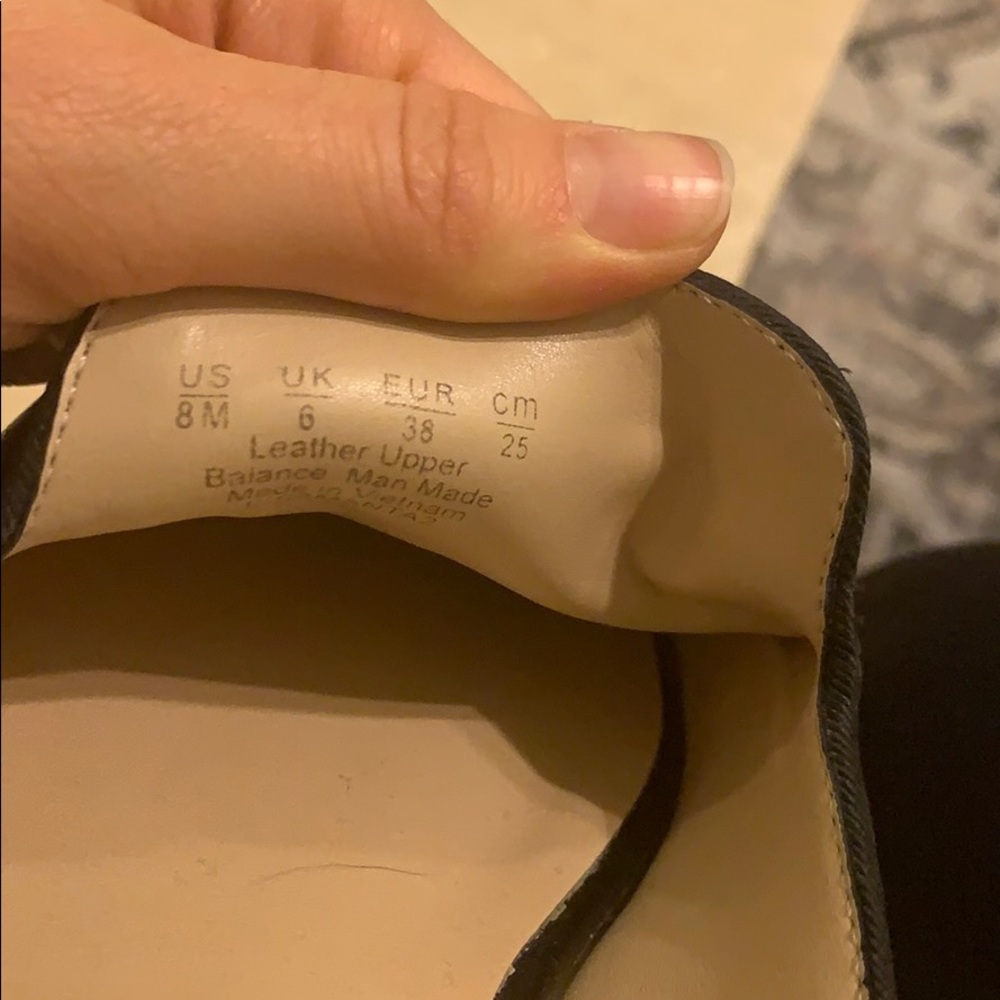 US UK EUR cm
8M 6 38 25
Leather Upper
Balance Man Made
Made in Vietnam